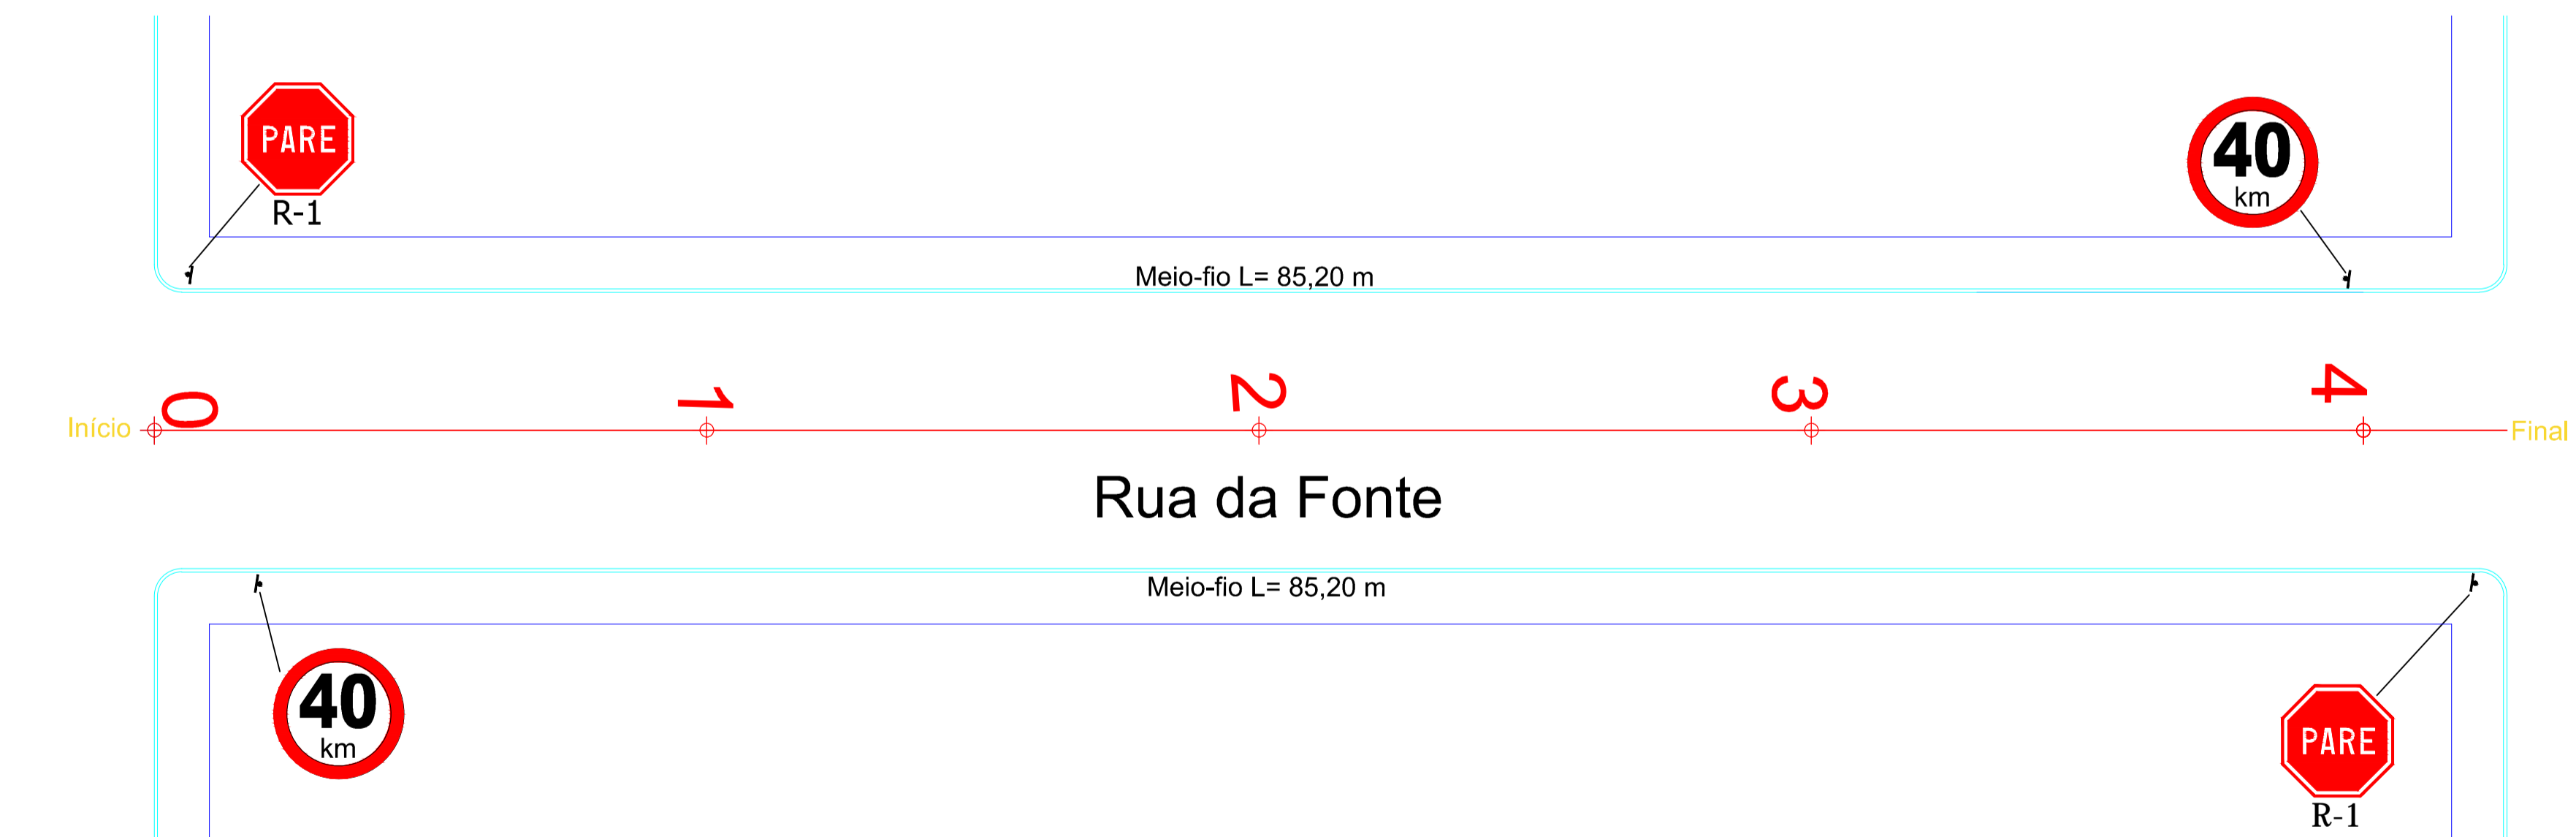 PARE
R-1
40
km
Meio-fio L= 85,20 m
0
1
2
3
4
Início
Final
Rua da Fonte
Meio-fio L= 85,20 m
40
km
PARE
R-1